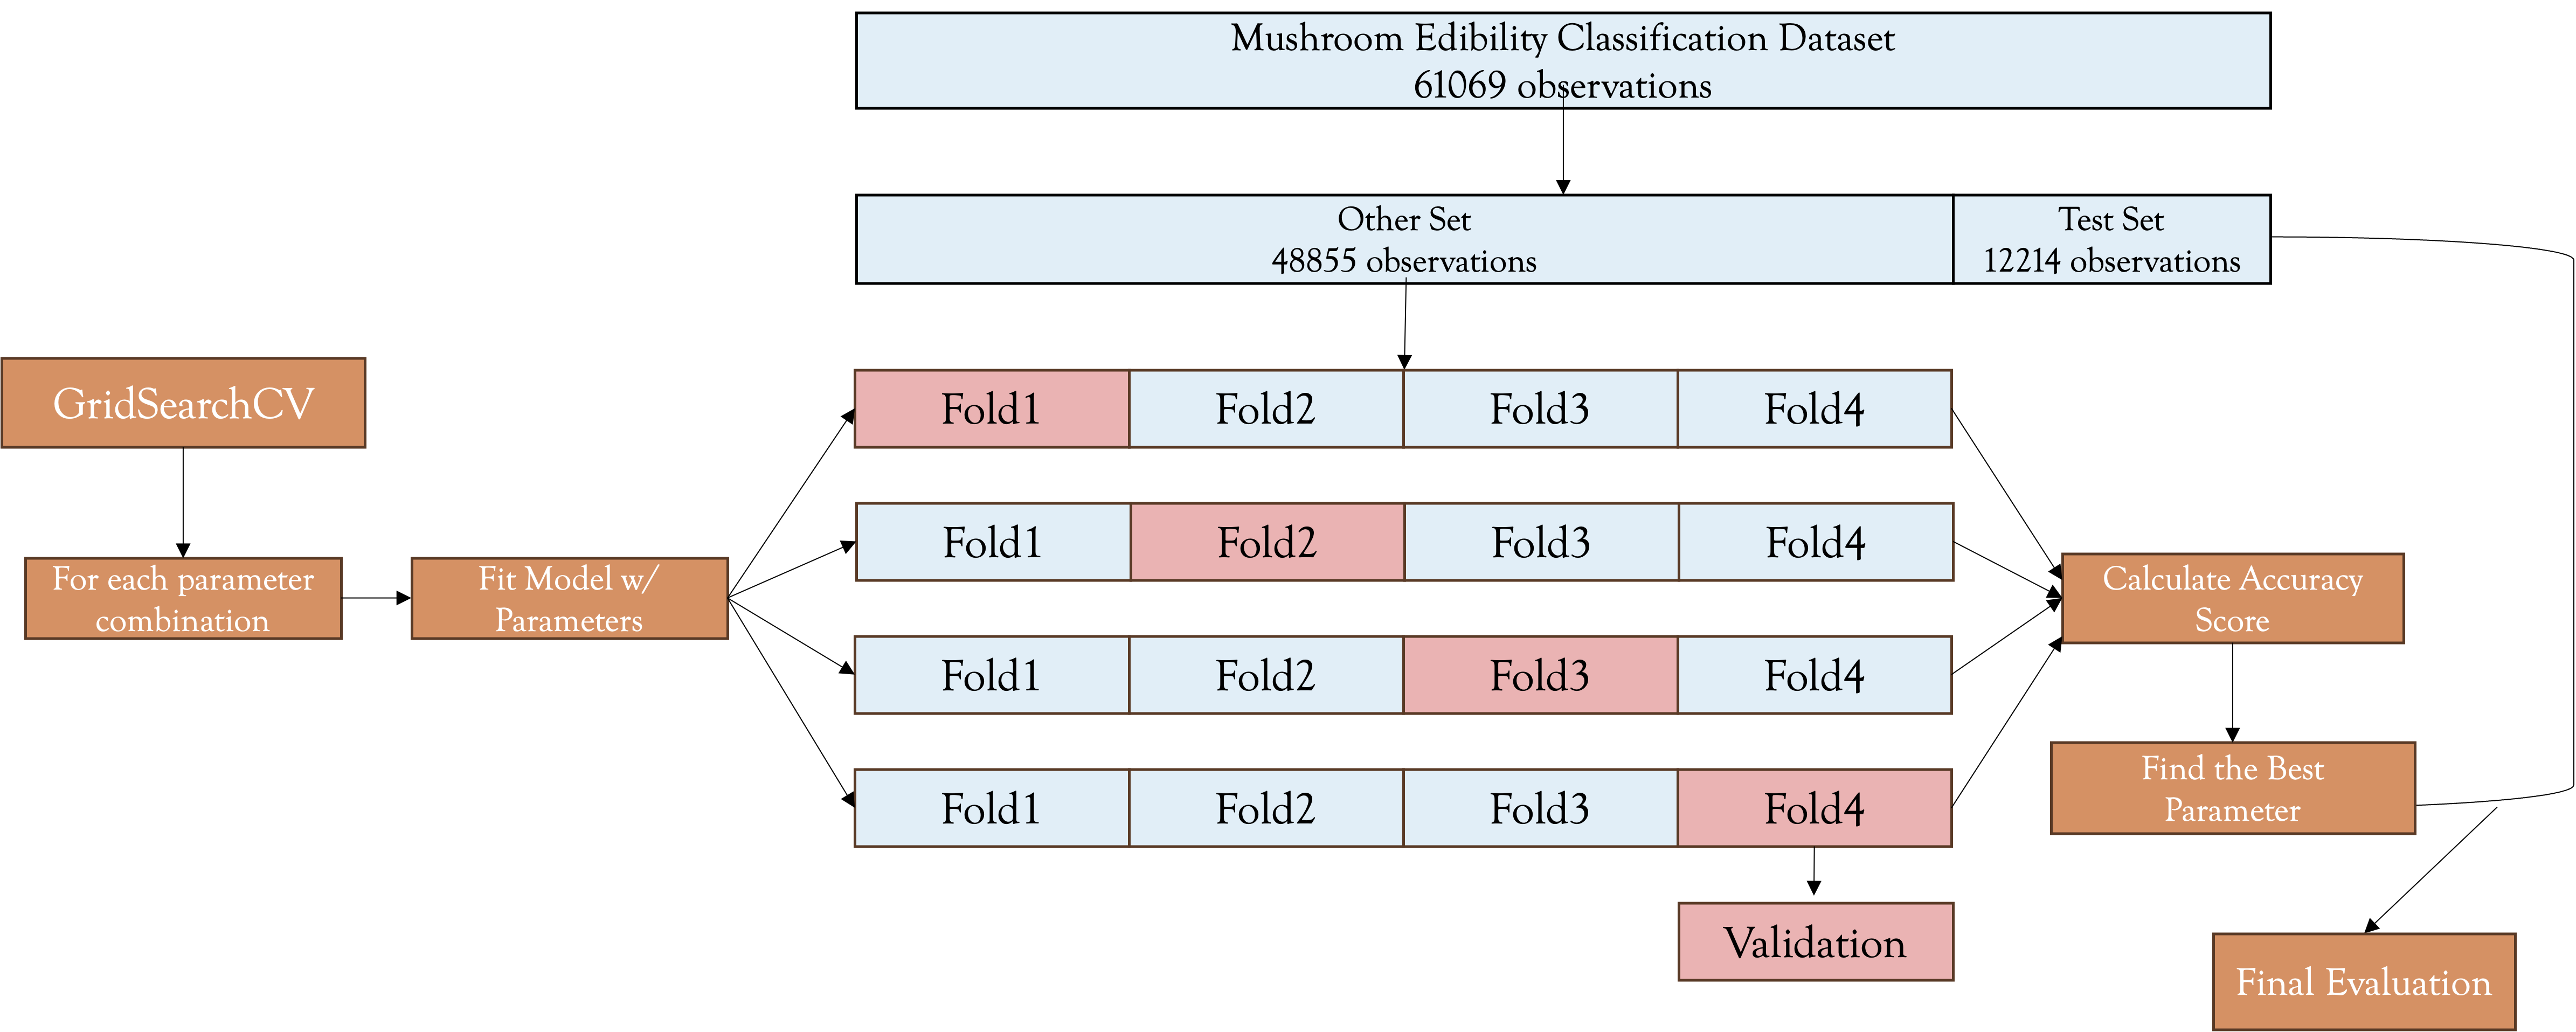 Mushroom Edibility Classification Dataset
61069 observations
Other Set
48855 observations
Test Set
12214 observations
GridSearchCV
For each parameter
combination
Fit Model w/
Parameters
Fold1
Fold2
Fold3
Fold4
Fold1
Fold2
Fold3
Fold4
Fold1
Fold2
Fold3
Fold4
Fold1
Fold2
Fold3
Fold4
Validation
Calculate Accuracy
Score
Find the Best
Parameter
Final Evaluation